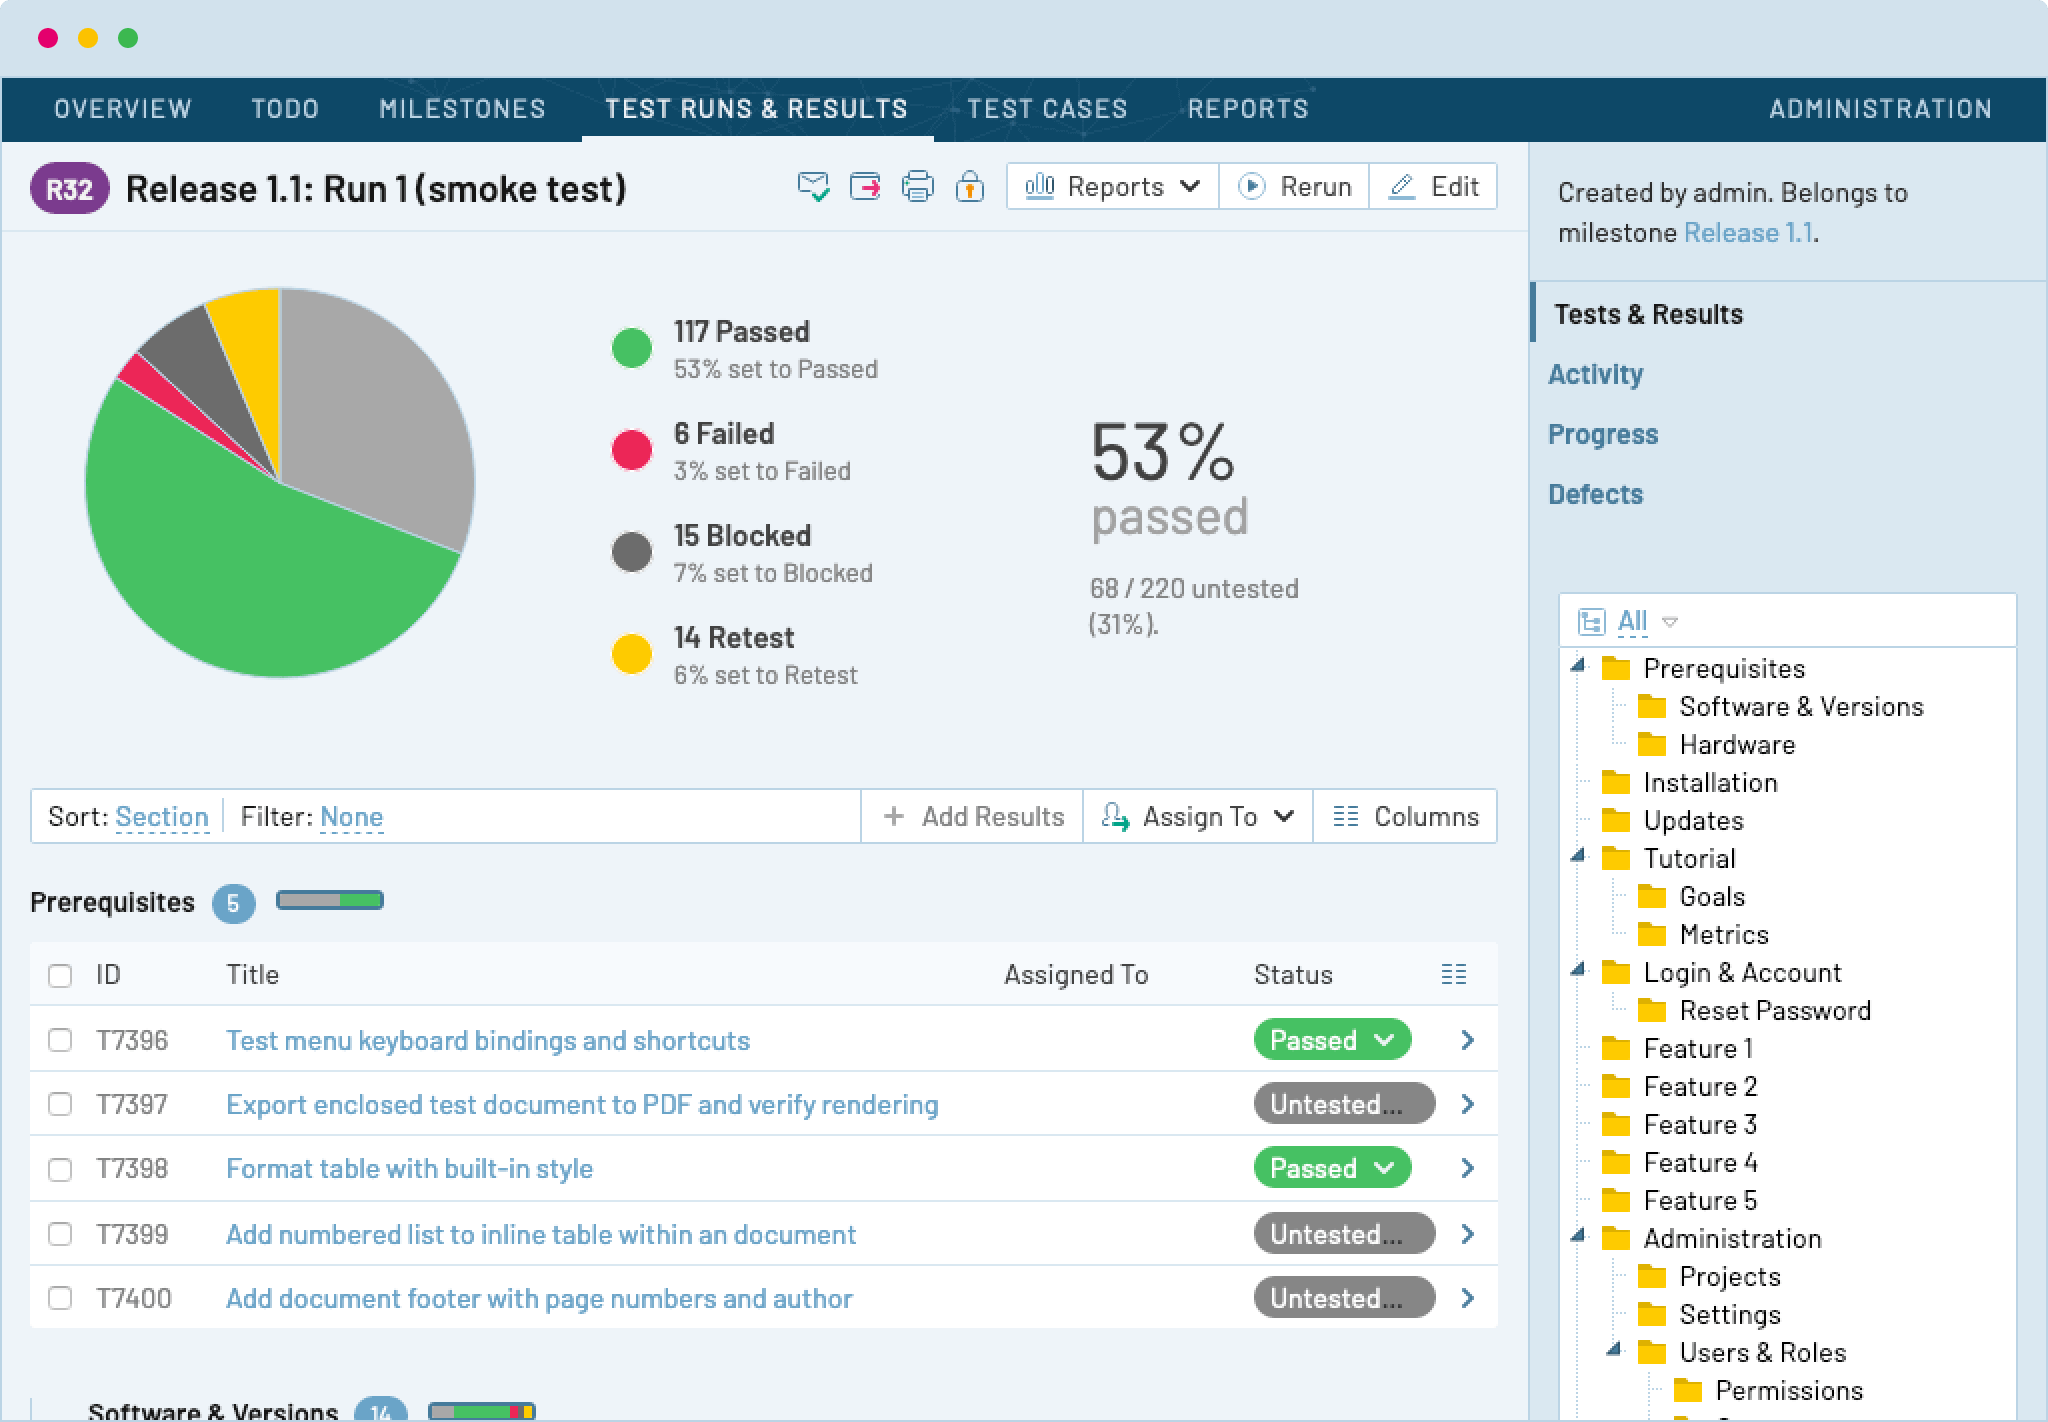 OVERVIEW TODO MILESTONES TEST RUNS & RESULTS TEST CASES REPORTS ADMINISTRATION
R32 Release 1.1: Run 1 (smoke test)
Reports Rerun Edit
Created by admin. Belongs to
milestone Release 1.1.
117 Passed
53% set to Passed
6 Failed
3% set to Failed
15 Blocked
7% set to Blocked
14 Retest
6% set to Retest
53%
passed
68 / 220 untested
(31%).
Tests & Results
Activity
Progress
Defects
Sort: Section Filter: None
+ Add Results Assign To Columns
Prerequisites 5
ID Title Assigned To Status
T7396 Test menu keyboard bindings and shortcuts Passed
T7397 Export enclosed test document to PDF and verify rendering Untested...
T7398 Format table with built-in style Passed
T7399 Add numbered list to inline table within an document Untested...
T7400 Add document footer with page numbers and author Untested...
Software & Versions 14
All
Prerequisites
Software & Versions
Hardware
Installation
Updates
Tutorial
Goals
Metrics
Login & Account
Reset Password
Feature 1
Feature 2
Feature 3
Feature 4
Feature 5
Administration
Projects
Settings
Users & Roles
Permissions